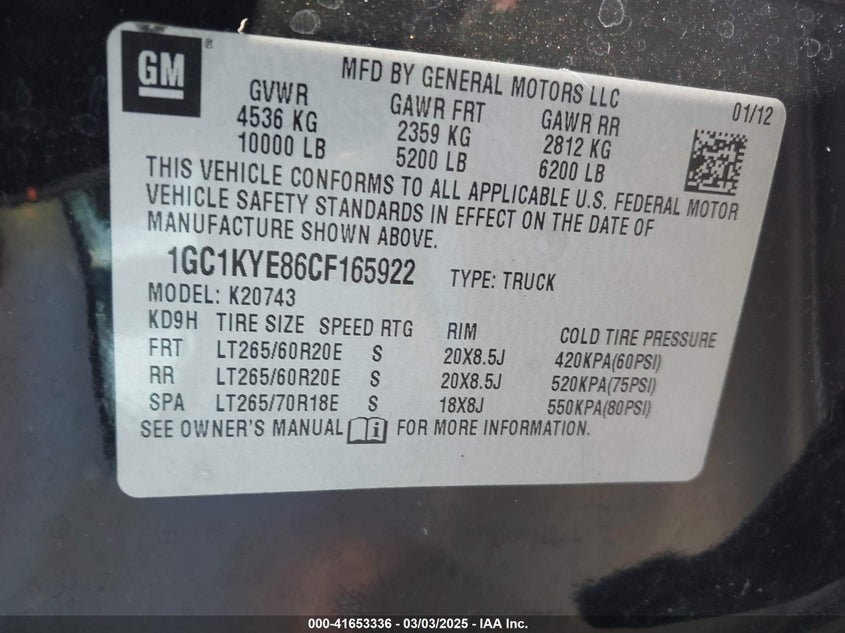 GM ®
MFD BY GENERAL MOTORS LLC
01/12
GVWR GAWR FRT GAWR RR
4536 KG 2359 KG 2812 KG
10000 LB 5200 LB 6200 LB
THIS VEHICLE CONFORMS TO ALL APPLICABLE U.S. FEDERAL MOTOR
VEHICLE SAFETY STANDARDS IN EFFECT ON THE DATE OF
MANUFACTURE SHOWN ABOVE.
1GC1KYE86CF165922 TYPE: TRUCK
MODEL: K20743
KD9H TIRE SIZE SPEED RTG RIM COLD TIRE PRESSURE
FRT LT265/60R20E S 20X8.5J 420KPA(60PSI)
RR LT265/60R20E S 20X8.5J 520KPA(75PSI)
SPA LT265/70R18E S 18X8J 550KPA(80PSI)
SEE OWNER'S MANUAL i FOR MORE INFORMATION.
000-41653336 - 03/03/2025 - IAA Inc.